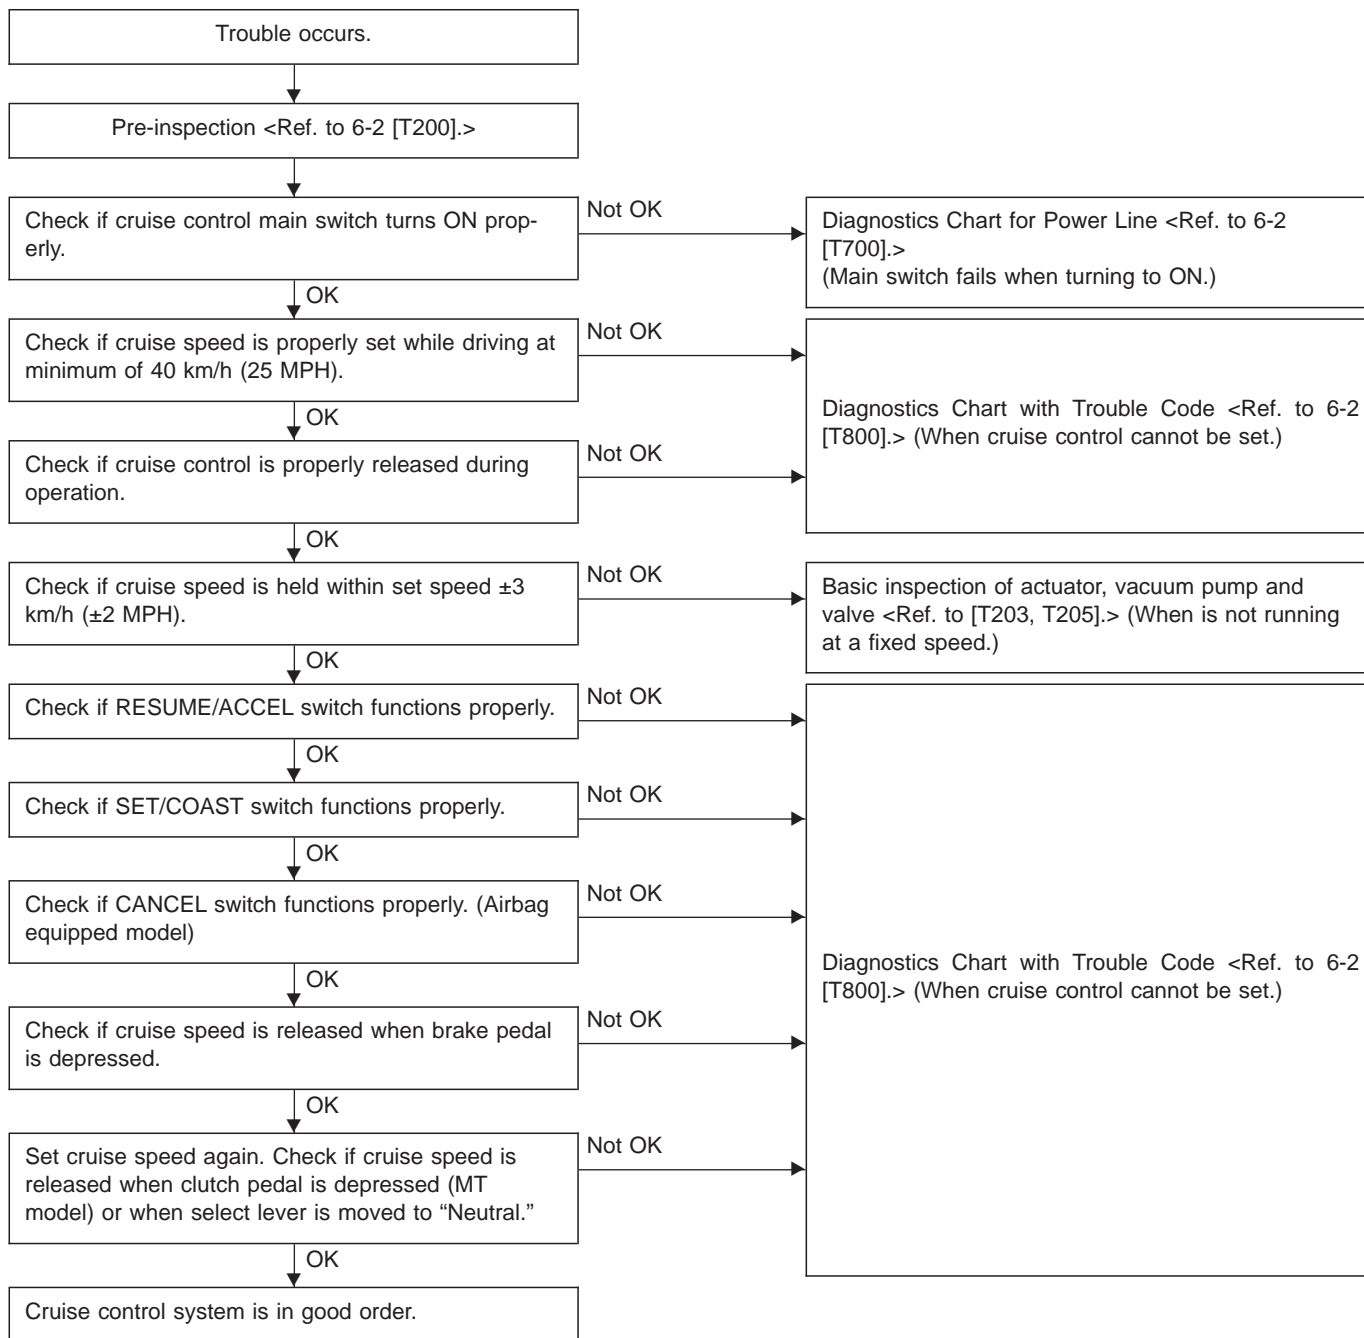 Trouble occurs.
Pre-inspection <Ref. to 6-2 [T200].>
Check if cruise control main switch turns ON prop-
erly.
Not OK
Diagnostics Chart for Power Line <Ref. to 6-2
[T700].>
(Main switch fails when turning to ON.)
OK
Check if cruise speed is properly set while driving at
minimum of 40 km/h (25 MPH).
Not OK
OK
Check if cruise control is properly released during
operation.
Not OK
Diagnostics Chart with Trouble Code <Ref. to 6-2
[T800].> (When cruise control cannot be set.)
OK
Check if cruise speed is held within set speed ±3
km/h (±2 MPH).
Not OK
Basic inspection of actuator, vacuum pump and
valve <Ref. to [T203, T205].> (When is not running
at a fixed speed.)
OK
Check if RESUME/ACCEL switch functions properly.
Not OK
OK
Check if SET/COAST switch functions properly.
Not OK
OK
Check if CANCEL switch functions properly. (Airbag
equipped model)
Not OK
Diagnostics Chart with Trouble Code <Ref. to 6-2
[T800].> (When cruise control cannot be set.)
OK
Check if cruise speed is released when brake pedal
is depressed.
Not OK
OK
Set cruise speed again. Check if cruise speed is
released when clutch pedal is depressed (MT
model) or when select lever is moved to “Neutral.”
Not OK
OK
Cruise control system is in good order.